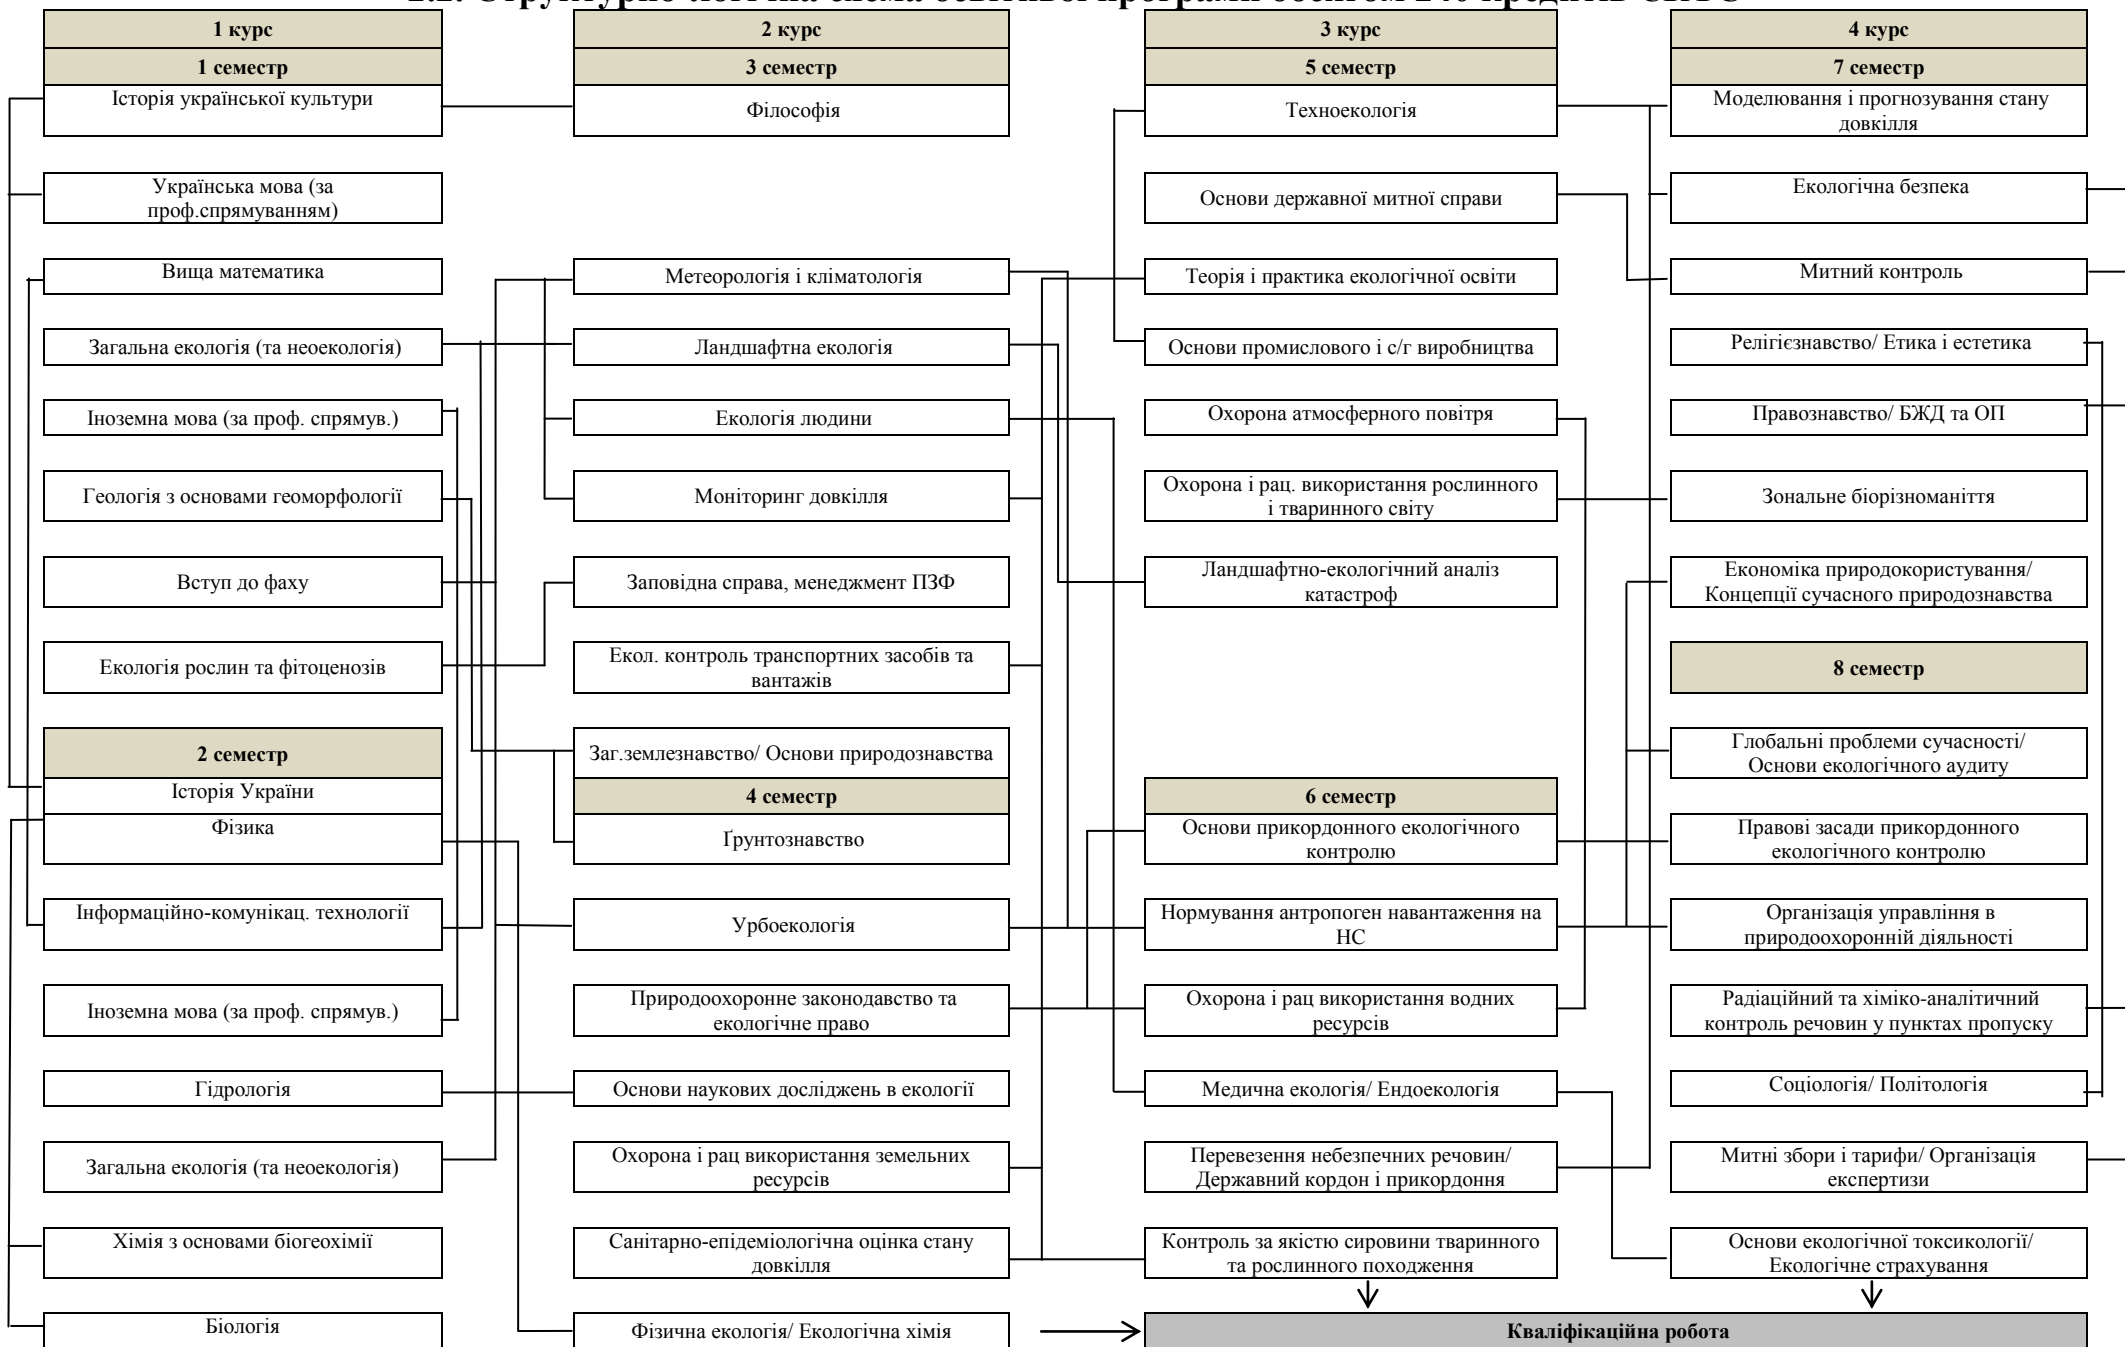 1 курс
1 семестр
Історія української культури
Українська мова (за
проф.спрямуванням)
Вища математика
Загальна екологія (та неоекологія)
Іноземна мова (за проф. спрямув.)
Геологія з основами геоморфології
Вступ до фаху
Екологія рослин та фітоценозів
2 семестр
Історія України
Фізика
Інформаційно-комунікац. технології
Іноземна мова (за проф. спрямув.)
Гідрологія
Загальна екологія (та неоекологія)
Хімія з основами біогеохімії
Біологія
2 курс
3 семестр
Філософія
Метеорологія і кліматологія
Ландшафтна екологія
Екологія людини
Моніторинг довкілля
Заповідна справа, менеджмент ПЗФ
Екол. контроль транспортних засобів та
вантажів
Заг.землезнавство/ Основи природознавства
4 семестр
Ґрунтознавство
Урбоекологія
Природоохоронне законодавство та
екологічне право
Основи наукових досліджень в екології
Охорона і рац використання земельних
ресурсів
Санітарно-епідеміологічна оцінка стану
довкілля
Фізична екологія/ Екологічна хімія
3 курс
5 семестр
Техноекологія
Основи державної митної справи
Теорія і практика екологічної освіти
Основи промислового і с/г виробництва
Охорона атмосферного повітря
Охорона і рац. використання рослинного
і тваринного світу
Ландшафтно-екологічний аналіз
катастроф
6 семестр
Основи прикордонного екологічного
контролю
Нормування антропоген навантаження на
НС
Охорона і рац використання водних
ресурсів
Медична екологія/ Ендоекологія
Перевезення небезпечних речовин/
Державний кордон і прикордоння
Контроль за якістю сировини тваринного
та рослинного походження
4 курс
7 семестр
Моделювання і прогнозування стану
довкілля
Екологічна безпека
Митний контроль
Релігієзнавство/ Етика і естетика
Правознавство/ БЖД та ОП
Зональне біорізноманіття
Економіка природокористування/
Концепції сучасного природознавства
8 семестр
Глобальні проблеми сучасності/
Основи екологічного аудиту
Правові засади прикордонного
екологічного контролю
Організація управління в
природоохоронній діяльності
Радіаційний та хіміко-аналітичний
контроль речовин у пунктах пропуску
Соціологія/ Політологія
Митні збори і тарифи/ Організація
експертизи
Основи екологічної токсикології/
Екологічне страхування
Кваліфікаційна робота